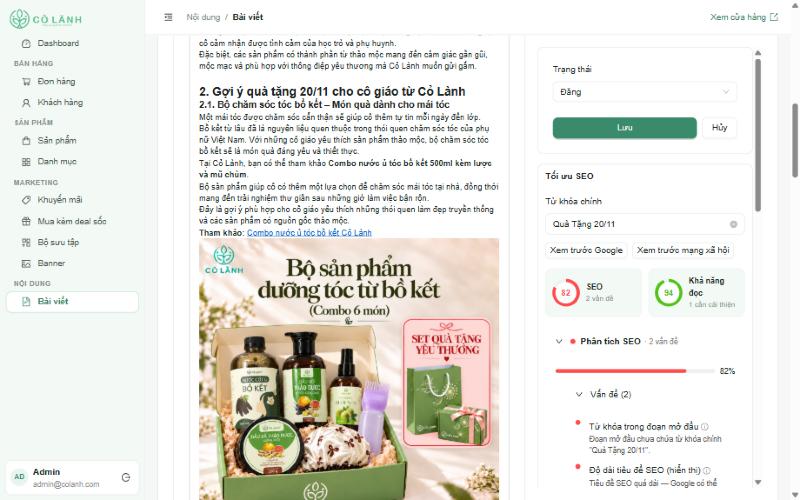 CỎ LÀNH
Dashboard
BÁN HÀNG
Đơn hàng
Khách hàng
SẢN PHẨM
Sản phẩm
Danh mục
MARKETING
Khuyến mãi
Mua kèm deal sốc
Bộ sưu tập
Banner
NỘI DUNG
Bài viết
AD
Admin
admin@colanh.com
Nội dung / Bài viết
Xem cửa hàng
cô cảm nhận được tình cảm của học trò và phụ huynh.
Đặc biệt, các sản phẩm có thành phần từ thảo mộc mang đến cảm giác gần gũi,
mộc mạc và phù hợp với thông điệp yêu thương mà Cỏ Lành muốn gửi gắm.
2. Gợi ý quà tặng 20/11 cho cô giáo từ Cỏ Lành
2.1. Bộ chăm sóc tóc bồ kết – Món quà dành cho mái tóc
Một mái tóc được chăm sóc cẩn thận sẽ giúp cô thêm tự tin mỗi ngày đến lớp.
Bồ kết từ lâu đã là nguyên liệu quen thuộc trong thói quen chăm sóc tóc của phụ
nữ Việt Nam. Với những cô giáo yêu thích sản phẩm thảo mộc, bộ chăm sóc tóc
bồ kết sẽ là món quà đáng yêu và thiết thực.
Tại Cỏ Lành, bạn có thể tham khảo Combo nước ủ tóc bồ kết 500ml kèm lược
và mũ chùm.
Bộ sản phẩm giúp cô có thêm một lựa chọn để chăm sóc mái tóc tại nhà, đồng thời
mang đến trải nghiệm thư giãn sau những giờ làm việc bận rộn.
Đây là gợi ý phù hợp cho cô giáo yêu thích những thói quen làm đẹp truyền thống
và các sản phẩm có nguồn gốc thảo mộc.
Tham khảo: Combo nước ủ tóc bồ kết Cỏ Lành
CỎ LÀNH
Bộ sản phẩm
dưỡng tóc từ bồ kết
(Combo 6 món)
SET QUÀ TẶNG
YÊU THƯƠNG
BỒ KẾT
Trạng thái
Đăng
Lưu
Hủy
Tối ưu SEO
Từ khóa chính
Quà Tặng 20/11
Xem trước Google
Xem trước mạng xã hội
82
SEO
2 vấn đề
94
Khả năng
đọc
1 cần cải thiện
Phân tích SEO · 2 vấn đề
82%
Vấn đề (2)
Từ khóa trong đoạn mở đầu
Đoạn mở đầu chưa chứa từ khóa chính
"Quà Tặng 20/11".
Độ dài tiêu đề SEO (hiển thị)
Tiêu đề SEO quá dài — Google có thể